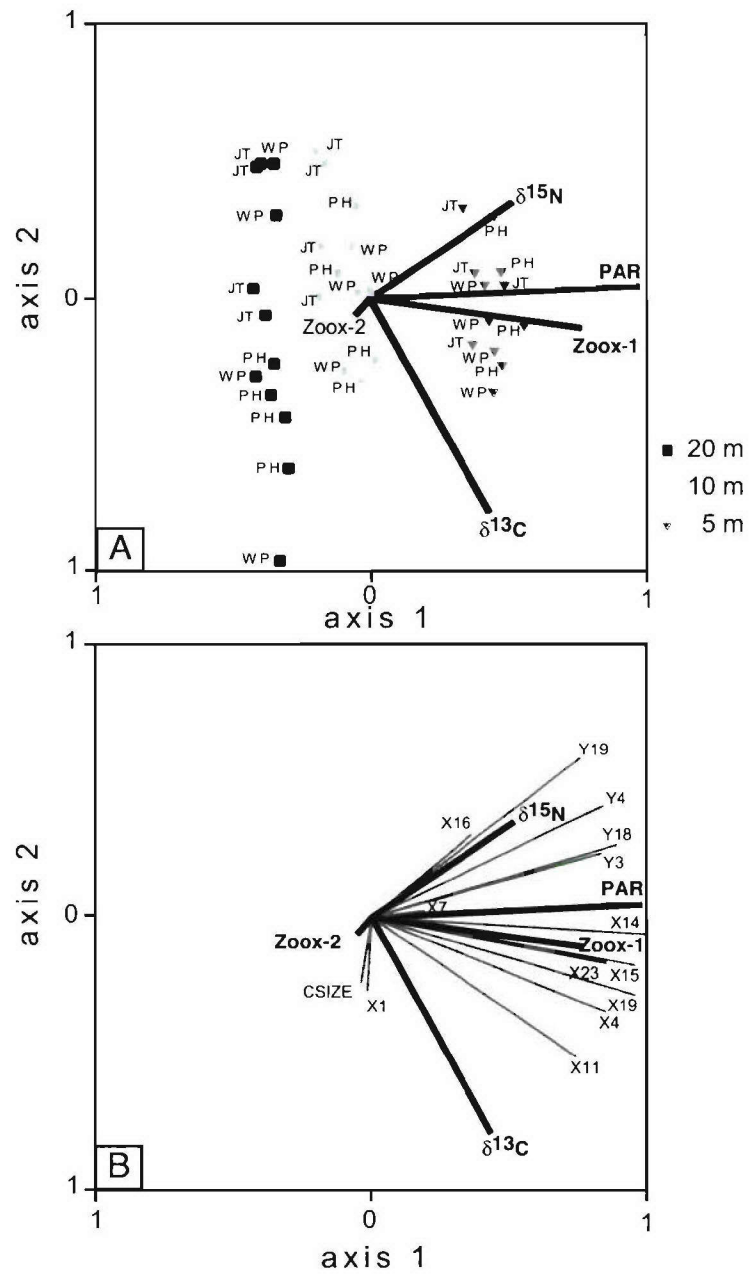 1
JT WP JT
JT JT
δ15N
PH JT
WP PH
JT WP
PH JT PH PAR
WP WP WP JT
JT 0 JT
Zoox-2 WP PH
JT Zoox-1
PH PH JT
WP WP WP
PH PH PH
PH WP
20 m
PH 10 m
δ13C 5 m
A WP
1
1 0 1
axis 1
axis 2
1
Y19
Y4
X16 δ15N
Y18
Y3
PAR
X7
0 X14
Zoox-2 Zoox-1
X23 X15
CSIZE X19
X1 X4
X11
δ13C
B
1
1 0 1
axis 1
axis 2